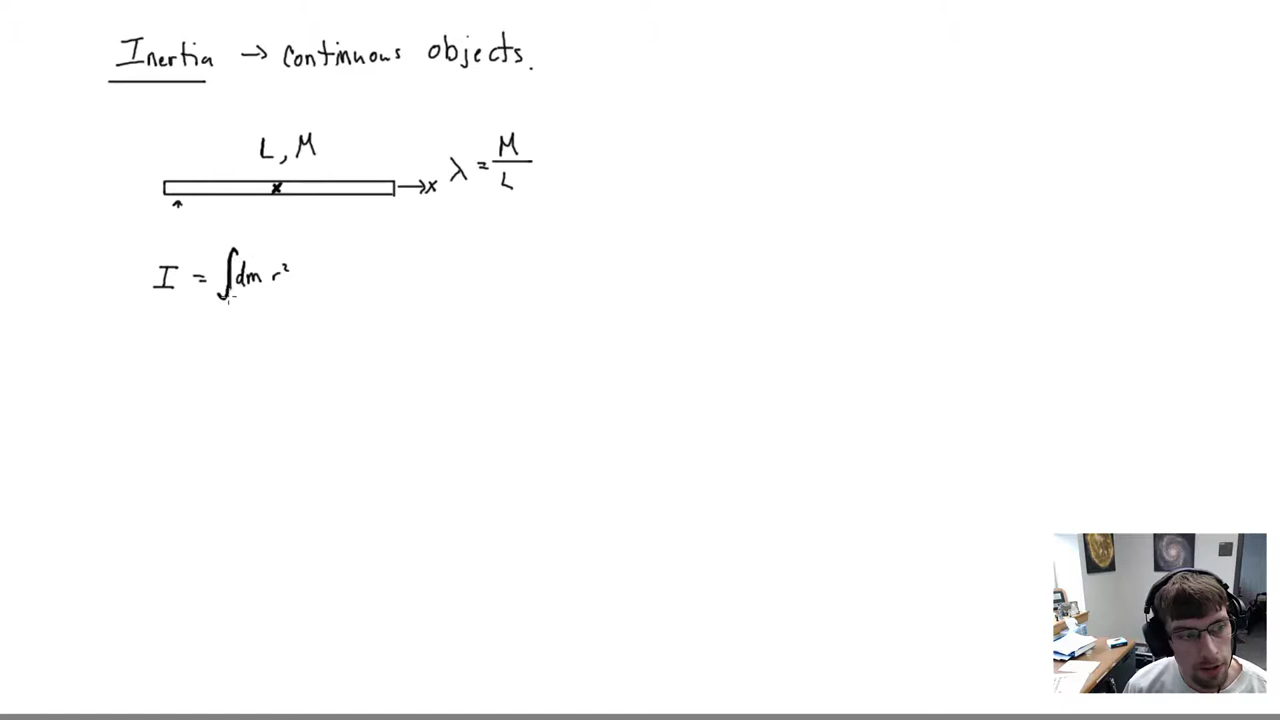 Inertia → continuous objects.
L, M
x → x λ = M/L
I = ∫dm r²